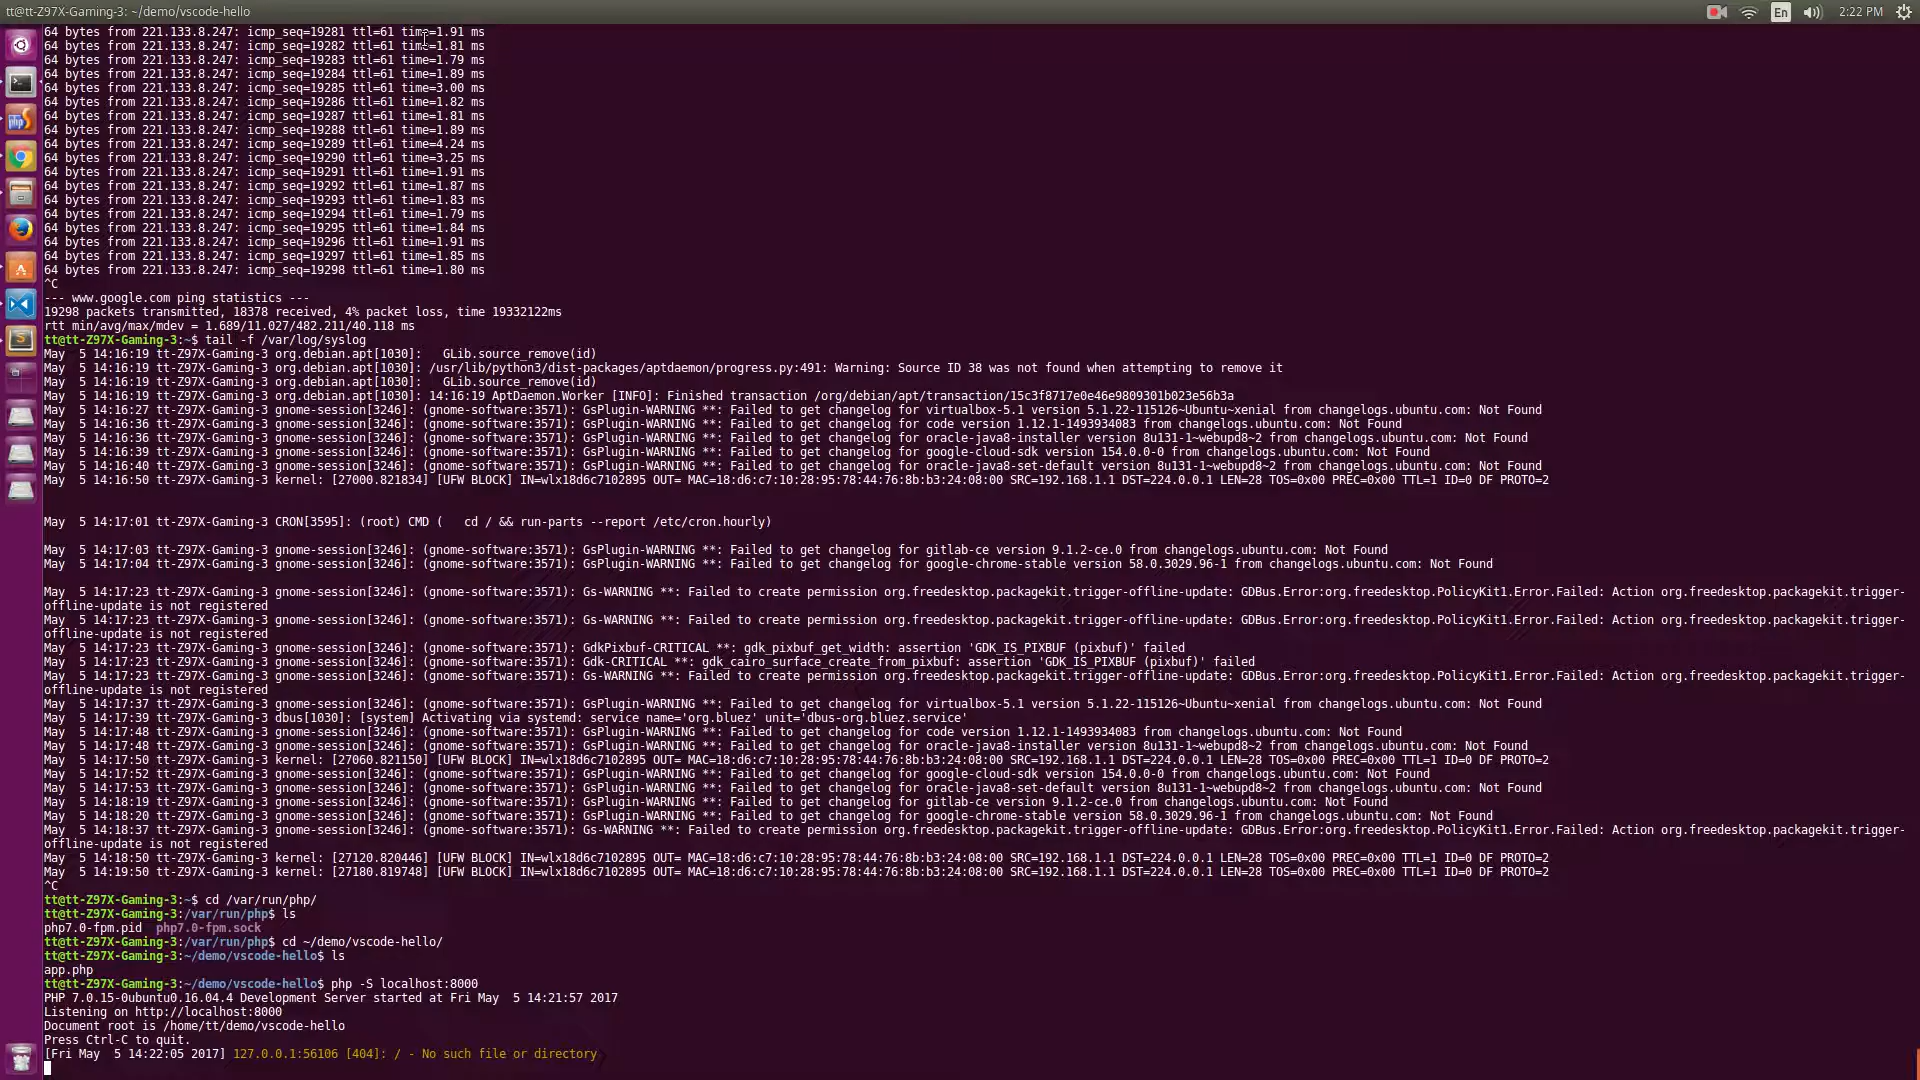 tt@tt-Z97X-Gaming-3: ~/demo/vscode-hello
En
2:22 PM
64 bytes from 221.133.8.247: icmp_seq=19281 ttl=61 time=1.91 ms
64 bytes from 221.133.8.247: icmp_seq=19282 ttl=61 time=1.81 ms
64 bytes from 221.133.8.247: icmp_seq=19283 ttl=61 time=1.79 ms
64 bytes from 221.133.8.247: icmp_seq=19284 ttl=61 time=1.89 ms
64 bytes from 221.133.8.247: icmp_seq=19285 ttl=61 time=3.00 ms
64 bytes from 221.133.8.247: icmp_seq=19286 ttl=61 time=1.82 ms
64 bytes from 221.133.8.247: icmp_seq=19287 ttl=61 time=1.81 ms
64 bytes from 221.133.8.247: icmp_seq=19288 ttl=61 time=1.89 ms
64 bytes from 221.133.8.247: icmp_seq=19289 ttl=61 time=4.24 ms
64 bytes from 221.133.8.247: icmp_seq=19290 ttl=61 time=3.25 ms
64 bytes from 221.133.8.247: icmp_seq=19291 ttl=61 time=1.91 ms
64 bytes from 221.133.8.247: icmp_seq=19292 ttl=61 time=1.87 ms
64 bytes from 221.133.8.247: icmp_seq=19293 ttl=61 time=1.83 ms
64 bytes from 221.133.8.247: icmp_seq=19294 ttl=61 time=1.79 ms
64 bytes from 221.133.8.247: icmp_seq=19295 ttl=61 time=1.84 ms
64 bytes from 221.133.8.247: icmp_seq=19296 ttl=61 time=1.91 ms
64 bytes from 221.133.8.247: icmp_seq=19297 ttl=61 time=1.85 ms
64 bytes from 221.133.8.247: icmp_seq=19298 ttl=61 time=1.80 ms
^C
--- www.google.com ping statistics ---
19298 packets transmitted, 18378 received, 4% packet loss, time 19332122ms
rtt min/avg/max/mdev = 1.689/11.027/482.211/40.118 ms
tt@tt-Z97X-Gaming-3:~$ tail -f /var/log/syslog
May  5 14:16:19 tt-Z97X-Gaming-3 org.debian.apt[1030]:   GLib.source_remove(id)
May  5 14:16:19 tt-Z97X-Gaming-3 org.debian.apt[1030]: /usr/lib/python3/dist-packages/aptdaemon/progress.py:491: Warning: Source ID 38 was not found when attempting to remove it
May  5 14:16:19 tt-Z97X-Gaming-3 org.debian.apt[1030]:   GLib.source_remove(id)
May  5 14:16:19 tt-Z97X-Gaming-3 org.debian.apt[1030]: 14:16:19 AptDaemon.Worker [INFO]: Finished transaction /org/debian/apt/transaction/15c3f8717e0e46e9809301b023e56b3a
May  5 14:16:27 tt-Z97X-Gaming-3 gnome-session[3246]: (gnome-software:3571): GsPlugin-WARNING **: Failed to get changelog for virtualbox-5.1 version 5.1.22-115126~Ubuntu~xenial from changelogs.ubuntu.com: Not Found
May  5 14:16:36 tt-Z97X-Gaming-3 gnome-session[3246]: (gnome-software:3571): GsPlugin-WARNING **: Failed to get changelog for code version 1.12.1-1493934083 from changelogs.ubuntu.com: Not Found
May  5 14:16:36 tt-Z97X-Gaming-3 gnome-session[3246]: (gnome-software:3571): GsPlugin-WARNING **: Failed to get changelog for oracle-java8-installer version 8u131-1~webupd8~2 from changelogs.ubuntu.com: Not Found
May  5 14:16:39 tt-Z97X-Gaming-3 gnome-session[3246]: (gnome-software:3571): GsPlugin-WARNING **: Failed to get changelog for google-cloud-sdk version 154.0.0-0 from changelogs.ubuntu.com: Not Found
May  5 14:16:40 tt-Z97X-Gaming-3 gnome-session[3246]: (gnome-software:3571): GsPlugin-WARNING **: Failed to get changelog for oracle-java8-set-default version 8u131-1~webupd8~2 from changelogs.ubuntu.com: Not Found
May  5 14:16:50 tt-Z97X-Gaming-3 kernel: [27000.821834] [UFW BLOCK] IN=wlx18d6c7102895 OUT= MAC=18:d6:c7:10:28:95:78:44:76:8b:b3:24:08:00 SRC=192.168.1.1 DST=224.0.0.1 LEN=28 TOS=0x00 PREC=0x00 TTL=1 ID=0 DF PROTO=2
May  5 14:17:01 tt-Z97X-Gaming-3 CRON[3595]: (root) CMD (   cd / && run-parts --report /etc/cron.hourly)
May  5 14:17:03 tt-Z97X-Gaming-3 gnome-session[3246]: (gnome-software:3571): GsPlugin-WARNING **: Failed to get changelog for gitlab-ce version 9.1.2-ce.0 from changelogs.ubuntu.com: Not Found
May  5 14:17:04 tt-Z97X-Gaming-3 gnome-session[3246]: (gnome-software:3571): GsPlugin-WARNING **: Failed to get changelog for google-chrome-stable version 58.0.3029.96-1 from changelogs.ubuntu.com: Not Found
May  5 14:17:23 tt-Z97X-Gaming-3 gnome-session[3246]: (gnome-software:3571): Gs-WARNING **: Failed to create permission org.freedesktop.packagekit.trigger-offline-update: GDBus.Error:org.freedesktop.PolicyKit1.Error.Failed: Action org.freedesktop.packagekit.trigger-
offline-update is not registered
May  5 14:17:23 tt-Z97X-Gaming-3 gnome-session[3246]: (gnome-software:3571): Gs-WARNING **: Failed to create permission org.freedesktop.packagekit.trigger-offline-update: GDBus.Error:org.freedesktop.PolicyKit1.Error.Failed: Action org.freedesktop.packagekit.trigger-
offline-update is not registered
May  5 14:17:23 tt-Z97X-Gaming-3 gnome-session[3246]: (gnome-software:3571): GdkPixbuf-CRITICAL **: gdk_pixbuf_get_width: assertion 'GDK_IS_PIXBUF (pixbuf)' failed
May  5 14:17:23 tt-Z97X-Gaming-3 gnome-session[3246]: (gnome-software:3571): Gdk-CRITICAL **: gdk_cairo_surface_create_from_pixbuf: assertion 'GDK_IS_PIXBUF (pixbuf)' failed
May  5 14:17:23 tt-Z97X-Gaming-3 gnome-session[3246]: (gnome-software:3571): Gs-WARNING **: Failed to create permission org.freedesktop.packagekit.trigger-offline-update: GDBus.Error:org.freedesktop.PolicyKit1.Error.Failed: Action org.freedesktop.packagekit.trigger-
offline-update is not registered
May  5 14:17:37 tt-Z97X-Gaming-3 gnome-session[3246]: (gnome-software:3571): GsPlugin-WARNING **: Failed to get changelog for virtualbox-5.1 version 5.1.22-115126~Ubuntu~xenial from changelogs.ubuntu.com: Not Found
May  5 14:17:39 tt-Z97X-Gaming-3 dbus[1030]: [system] Activating via systemd: service name='org.bluez' unit='dbus-org.bluez.service'
May  5 14:17:48 tt-Z97X-Gaming-3 gnome-session[3246]: (gnome-software:3571): GsPlugin-WARNING **: Failed to get changelog for code version 1.12.1-1493934083 from changelogs.ubuntu.com: Not Found
May  5 14:17:48 tt-Z97X-Gaming-3 gnome-session[3246]: (gnome-software:3571): GsPlugin-WARNING **: Failed to get changelog for oracle-java8-installer version 8u131-1~webupd8~2 from changelogs.ubuntu.com: Not Found
May  5 14:17:50 tt-Z97X-Gaming-3 kernel: [27060.821150] [UFW BLOCK] IN=wlx18d6c7102895 OUT= MAC=18:d6:c7:10:28:95:78:44:76:8b:b3:24:08:00 SRC=192.168.1.1 DST=224.0.0.1 LEN=28 TOS=0x00 PREC=0x00 TTL=1 ID=0 DF PROTO=2
May  5 14:17:52 tt-Z97X-Gaming-3 gnome-session[3246]: (gnome-software:3571): GsPlugin-WARNING **: Failed to get changelog for google-cloud-sdk version 154.0.0-0 from changelogs.ubuntu.com: Not Found
May  5 14:17:53 tt-Z97X-Gaming-3 gnome-session[3246]: (gnome-software:3571): GsPlugin-WARNING **: Failed to get changelog for oracle-java8-set-default version 8u131-1~webupd8~2 from changelogs.ubuntu.com: Not Found
May  5 14:18:19 tt-Z97X-Gaming-3 gnome-session[3246]: (gnome-software:3571): GsPlugin-WARNING **: Failed to get changelog for gitlab-ce version 9.1.2-ce.0 from changelogs.ubuntu.com: Not Found
May  5 14:18:20 tt-Z97X-Gaming-3 gnome-session[3246]: (gnome-software:3571): GsPlugin-WARNING **: Failed to get changelog for google-chrome-stable version 58.0.3029.96-1 from changelogs.ubuntu.com: Not Found
May  5 14:18:37 tt-Z97X-Gaming-3 gnome-session[3246]: (gnome-software:3571): Gs-WARNING **: Failed to create permission org.freedesktop.packagekit.trigger-offline-update: GDBus.Error:org.freedesktop.PolicyKit1.Error.Failed: Action org.freedesktop.packagekit.trigger-
offline-update is not registered
May  5 14:18:50 tt-Z97X-Gaming-3 kernel: [27120.820446] [UFW BLOCK] IN=wlx18d6c7102895 OUT= MAC=18:d6:c7:10:28:95:78:44:76:8b:b3:24:08:00 SRC=192.168.1.1 DST=224.0.0.1 LEN=28 TOS=0x00 PREC=0x00 TTL=1 ID=0 DF PROTO=2
May  5 14:19:50 tt-Z97X-Gaming-3 kernel: [27180.819748] [UFW BLOCK] IN=wlx18d6c7102895 OUT= MAC=18:d6:c7:10:28:95:78:44:76:8b:b3:24:08:00 SRC=192.168.1.1 DST=224.0.0.1 LEN=28 TOS=0x00 PREC=0x00 TTL=1 ID=0 DF PROTO=2
^C
tt@tt-Z97X-Gaming-3:~$ cd /var/run/php/
tt@tt-Z97X-Gaming-3:/var/run/php$ ls
php7.0-fpm.pid  php7.0-fpm.sock
tt@tt-Z97X-Gaming-3:/var/run/php$ cd ~/demo/vscode-hello/
tt@tt-Z97X-Gaming-3:~/demo/vscode-hello$ ls
app.php
tt@tt-Z97X-Gaming-3:~/demo/vscode-hello$ php -S localhost:8000
PHP 7.0.15-0ubuntu0.16.04.4 Development Server started at Fri May  5 14:21:57 2017
Listening on http://localhost:8000
Document root is /home/tt/demo/vscode-hello
Press Ctrl-C to quit.
[Fri May  5 14:22:05 2017] 127.0.0.1:56106 [404]: / - No such file or directory